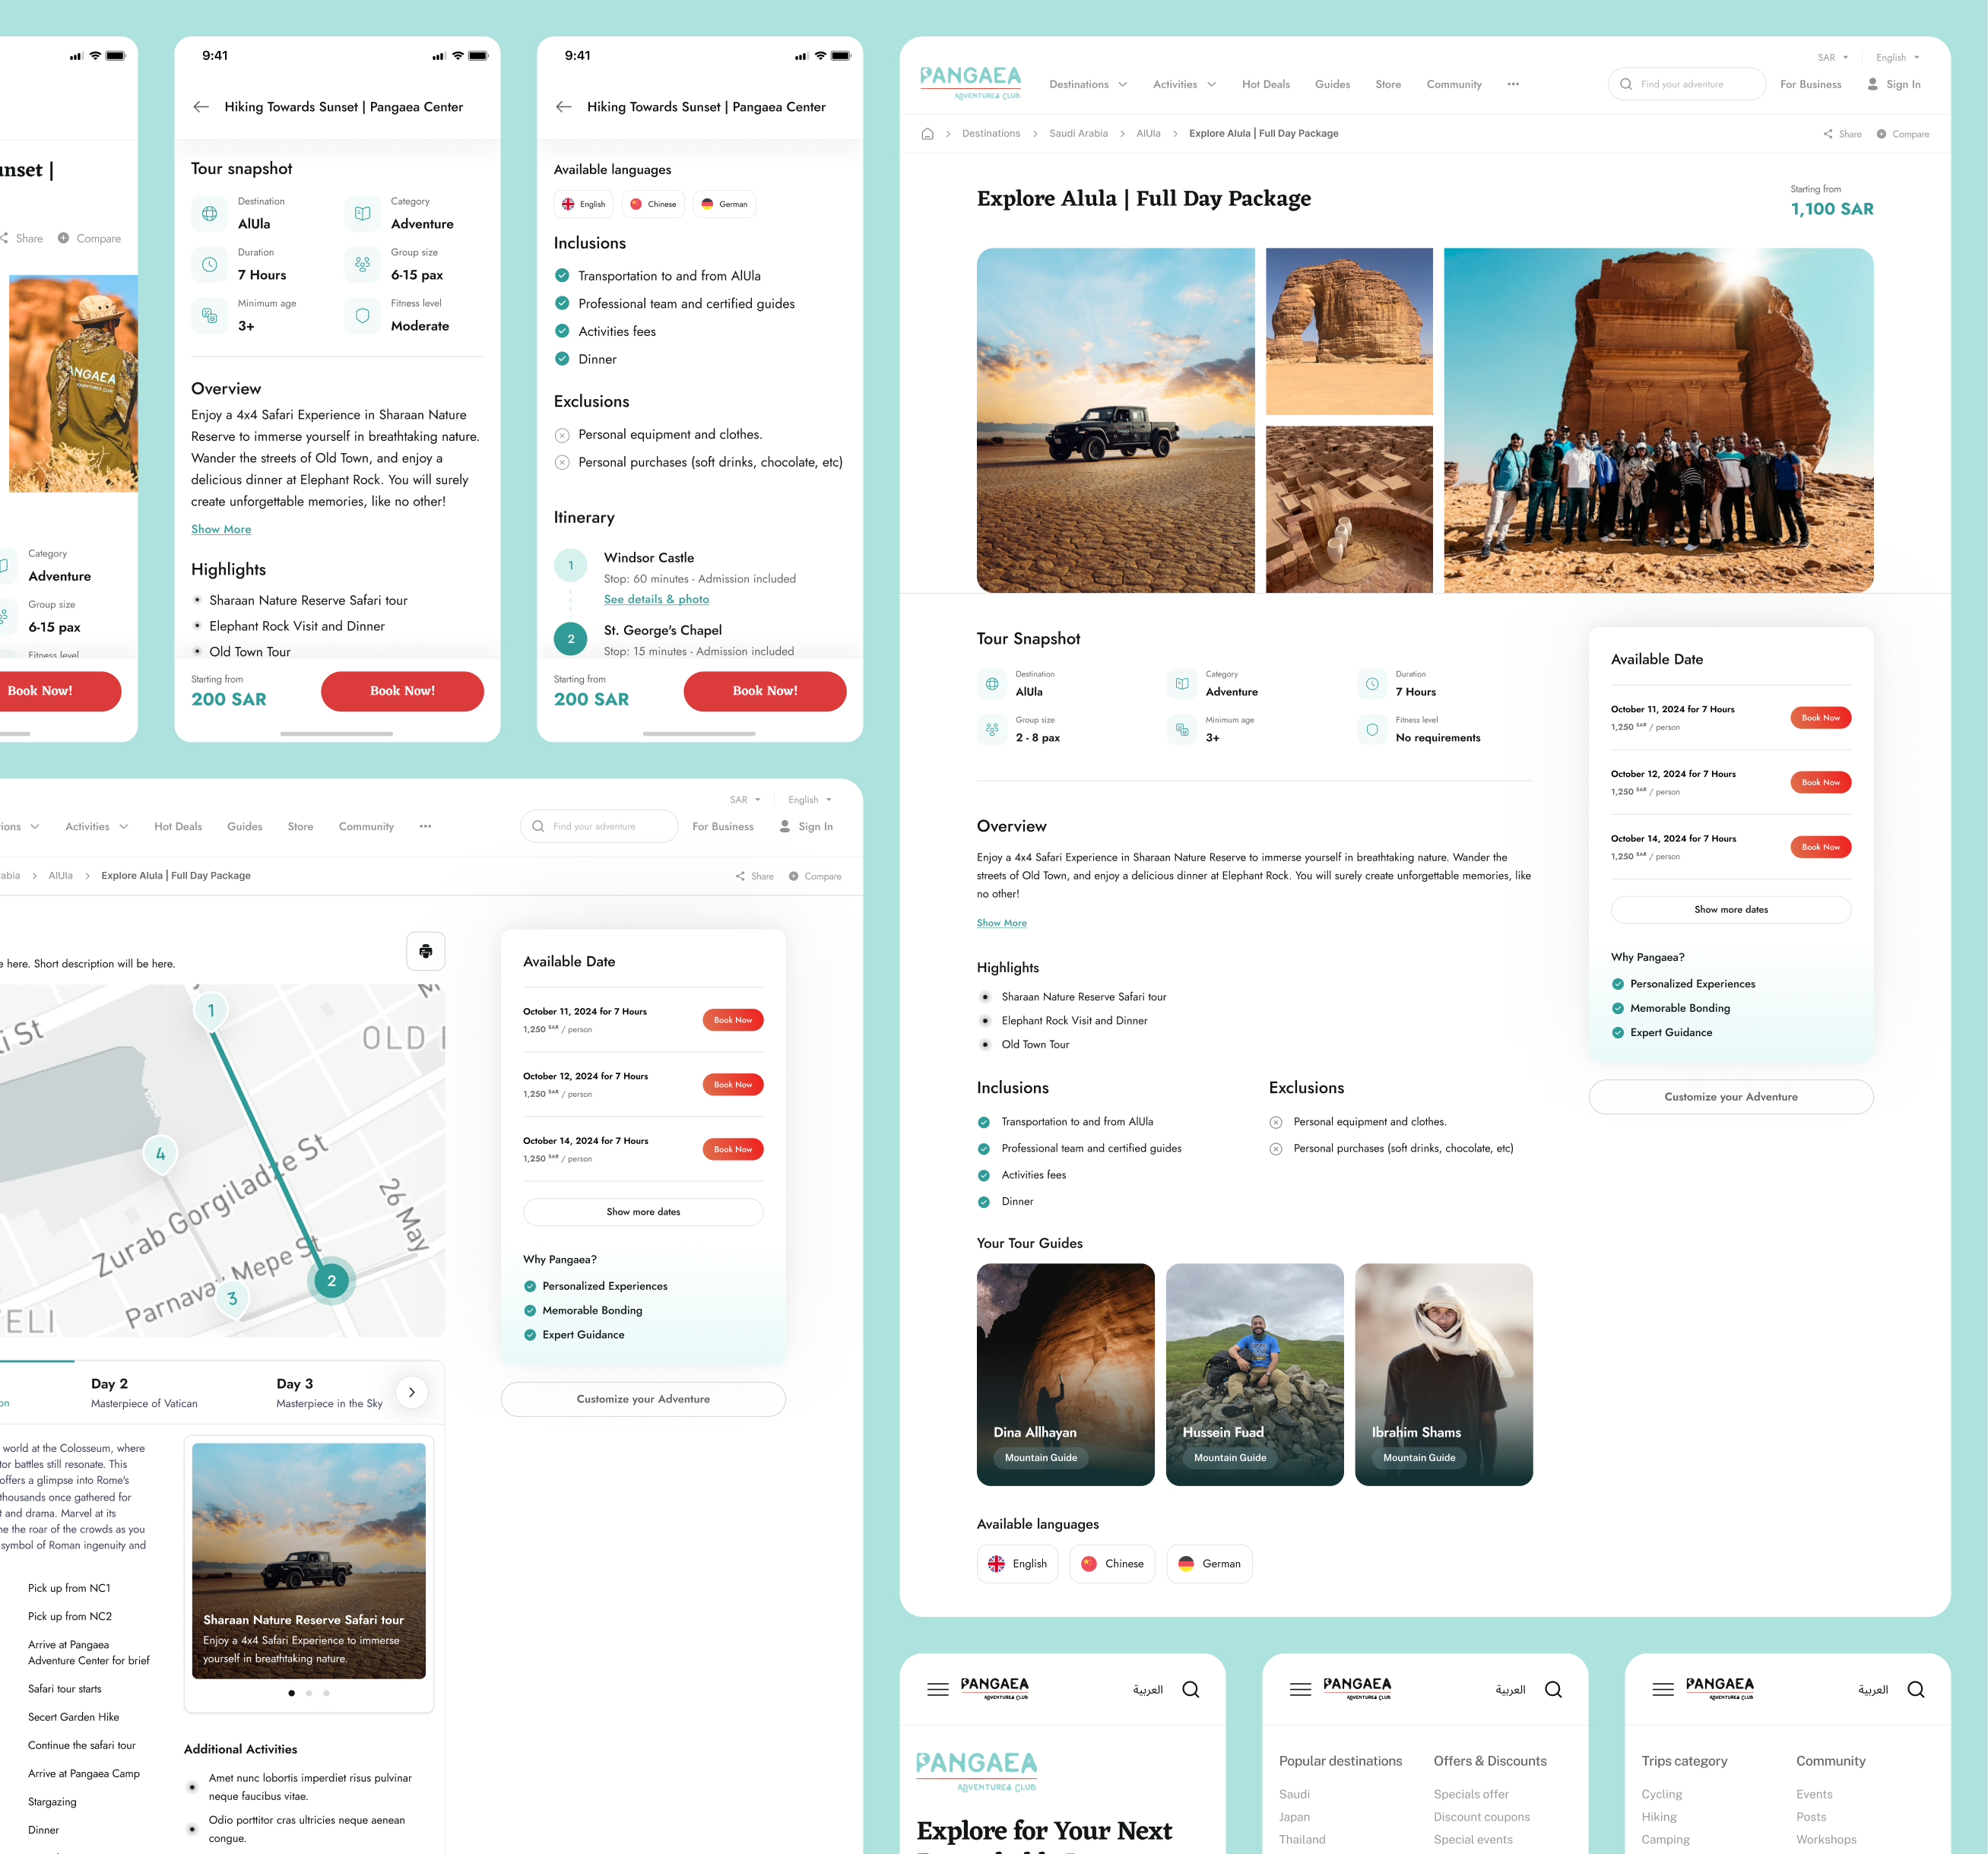 unset |
Share
Compare
PANGAEA
ADVENTURES CLUB
Category
Adventure
Group size
6-15 pax
Fitness level
Book Now!
9:41
Hiking Towards Sunset | Pangaea Center
Tour snapshot
Destination
AlUla
Category
Adventure
Duration
7 Hours
Group size
6-15 pax
Minimum age
3+
Fitness level
Moderate
Overview
Enjoy a 4x4 Safari Experience in Sharaan Nature
Reserve to immerse yourself in breathtaking nature.
Wander the streets of Old Town, and enjoy a
delicious dinner at Elephant Rock. You will surely
create unforgettable memories, like no other!
Show More
Highlights
Sharaan Nature Reserve Safari tour
Elephant Rock Visit and Dinner
Old Town Tour
Starting from
200 SAR
Book Now!
9:41
Hiking Towards Sunset | Pangaea Center
Available languages
English
Chinese
German
Inclusions
Transportation to and from AlUla
Professional team and certified guides
Activities fees
Dinner
Exclusions
Personal equipment and clothes.
Personal purchases (soft drinks, chocolate, etc)
Itinerary
1
Windsor Castle
Stop: 60 minutes - Admission included
See details & photo
2
St. George's Chapel
Stop: 15 minutes - Admission included
Starting from
200 SAR
Book Now!
SAR
English
PANGAEA
ADVENTURES CLUB
Destinations
Activities
Hot Deals
Guides
Store
Community
Find your adventure
For Business
Sign In
Destinations
Saudi Arabia
AlUla
Explore Alula | Full Day Package
Share
Compare
Explore Alula | Full Day Package
Starting from
1,100 SAR
Tour Snapshot
Destination
AlUla
Category
Adventure
Duration
7 Hours
Group size
2 - 8 pax
Minimum age
3+
Fitness level
No requirements
Overview
Enjoy a 4x4 Safari Experience in Sharaan Nature Reserve to immerse yourself in breathtaking nature. Wander the
streets of Old Town, and enjoy a delicious dinner at Elephant Rock. You will surely create unforgettable memories, like
no other!
Show More
Highlights
Sharaan Nature Reserve Safari tour
Elephant Rock Visit and Dinner
Old Town Tour
Inclusions
Transportation to and from AlUla
Professional team and certified guides
Activities fees
Dinner
Exclusions
Personal equipment and clothes.
Personal purchases (soft drinks, chocolate, etc)
Your Tour Guides
Dina Allhayan
Mountain Guide
Hussein Fuad
Mountain Guide
Ibrahim Shams
Mountain Guide
Available languages
English
Chinese
German
Available Date
October 11, 2024 for 7 Hours
1,250 SAR / person
Book Now
October 12, 2024 for 7 Hours
1,250 SAR / person
Book Now
October 14, 2024 for 7 Hours
1,250 SAR / person
Book Now
Show more dates
Why Pangaea?
Personalized Experiences
Memorable Bonding
Expert Guidance
Customize your Adventure
SAR
English
ions
Activities
Hot Deals
Guides
Store
Community
Find your adventure
For Business
Sign In
abia
AlUla
Explore Alula | Full Day Package
Share
Compare
e here. Short description will be here.
1
i St
OLD
4
Zurab Gorgiladze St
26 May
Parnavaz Mepe St
2
3
ELI
Day 2
Masterpiece of Vatican
Day 3
Masterpiece in the Sky
on
world at the Colosseum, where
tor battles still resonate. This
offers a glimpse into Rome's
thousands once gathered for
t and drama. Marvel at its
ne the roar of the crowds as you
symbol of Roman ingenuity and
Pick up from NC1
Pick up from NC2
Arrive at Pangaea
Adventure Center for brief
Safari tour starts
Secert Garden Hike
Continue the safari tour
Arrive at Pangaea Camp
Stargazing
Dinner
Sharaan Nature Reserve Safari tour
Enjoy a 4x4 Safari Experience to immerse
yourself in breathtaking nature.
Additional Activities
Amet nunc lobortis imperdiet risus pulvinar
neque faucibus vitae.
Odio porttitor cras ultricies neque aenean
congue.
Available Date
October 11, 2024 for 7 Hours
1,250 SAR / person
Book Now
October 12, 2024 for 7 Hours
1,250 SAR / person
Book Now
October 14, 2024 for 7 Hours
1,250 SAR / person
Book Now
Show more dates
Why Pangaea?
Personalized Experiences
Memorable Bonding
Expert Guidance
Customize your Adventure
PANGAEA
ADVENTURES CLUB
العربية
PANGAEA
ADVENTURES CLUB
Explore for Your Next
PANGAEA
ADVENTURES CLUB
العربية
Popular destinations
Saudi
Japan
Thailand
Offers & Discounts
Specials offer
Discount coupons
Special events
PANGAEA
ADVENTURES CLUB
العربية
Trips category
Cycling
Hiking
Camping
Community
Events
Posts
Workshops